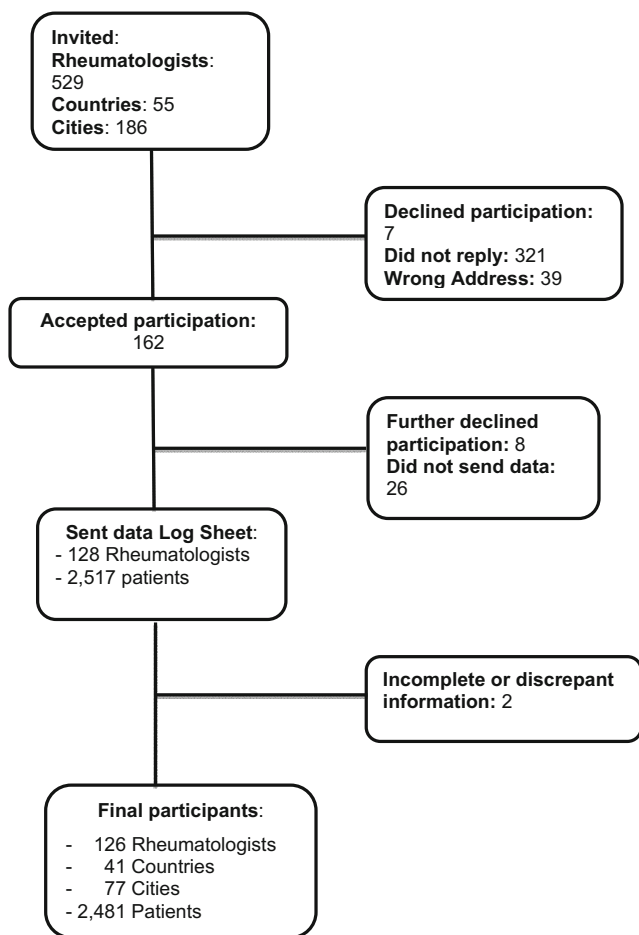 Invited:
Rheumatologists:
529
Countries: 55
Cities: 186
Declined participation:
7
Did not reply: 321
Wrong Address: 39
Accepted participation:
162
Further declined
participation: 8
Did not send data:
26
Sent data Log Sheet:
- 128 Rheumatologists
- 2,517 patients
Incomplete or discrepant
information: 2
Final participants:
- 126 Rheumatologists
- 41 Countries
- 77 Cities
- 2,481 Patients